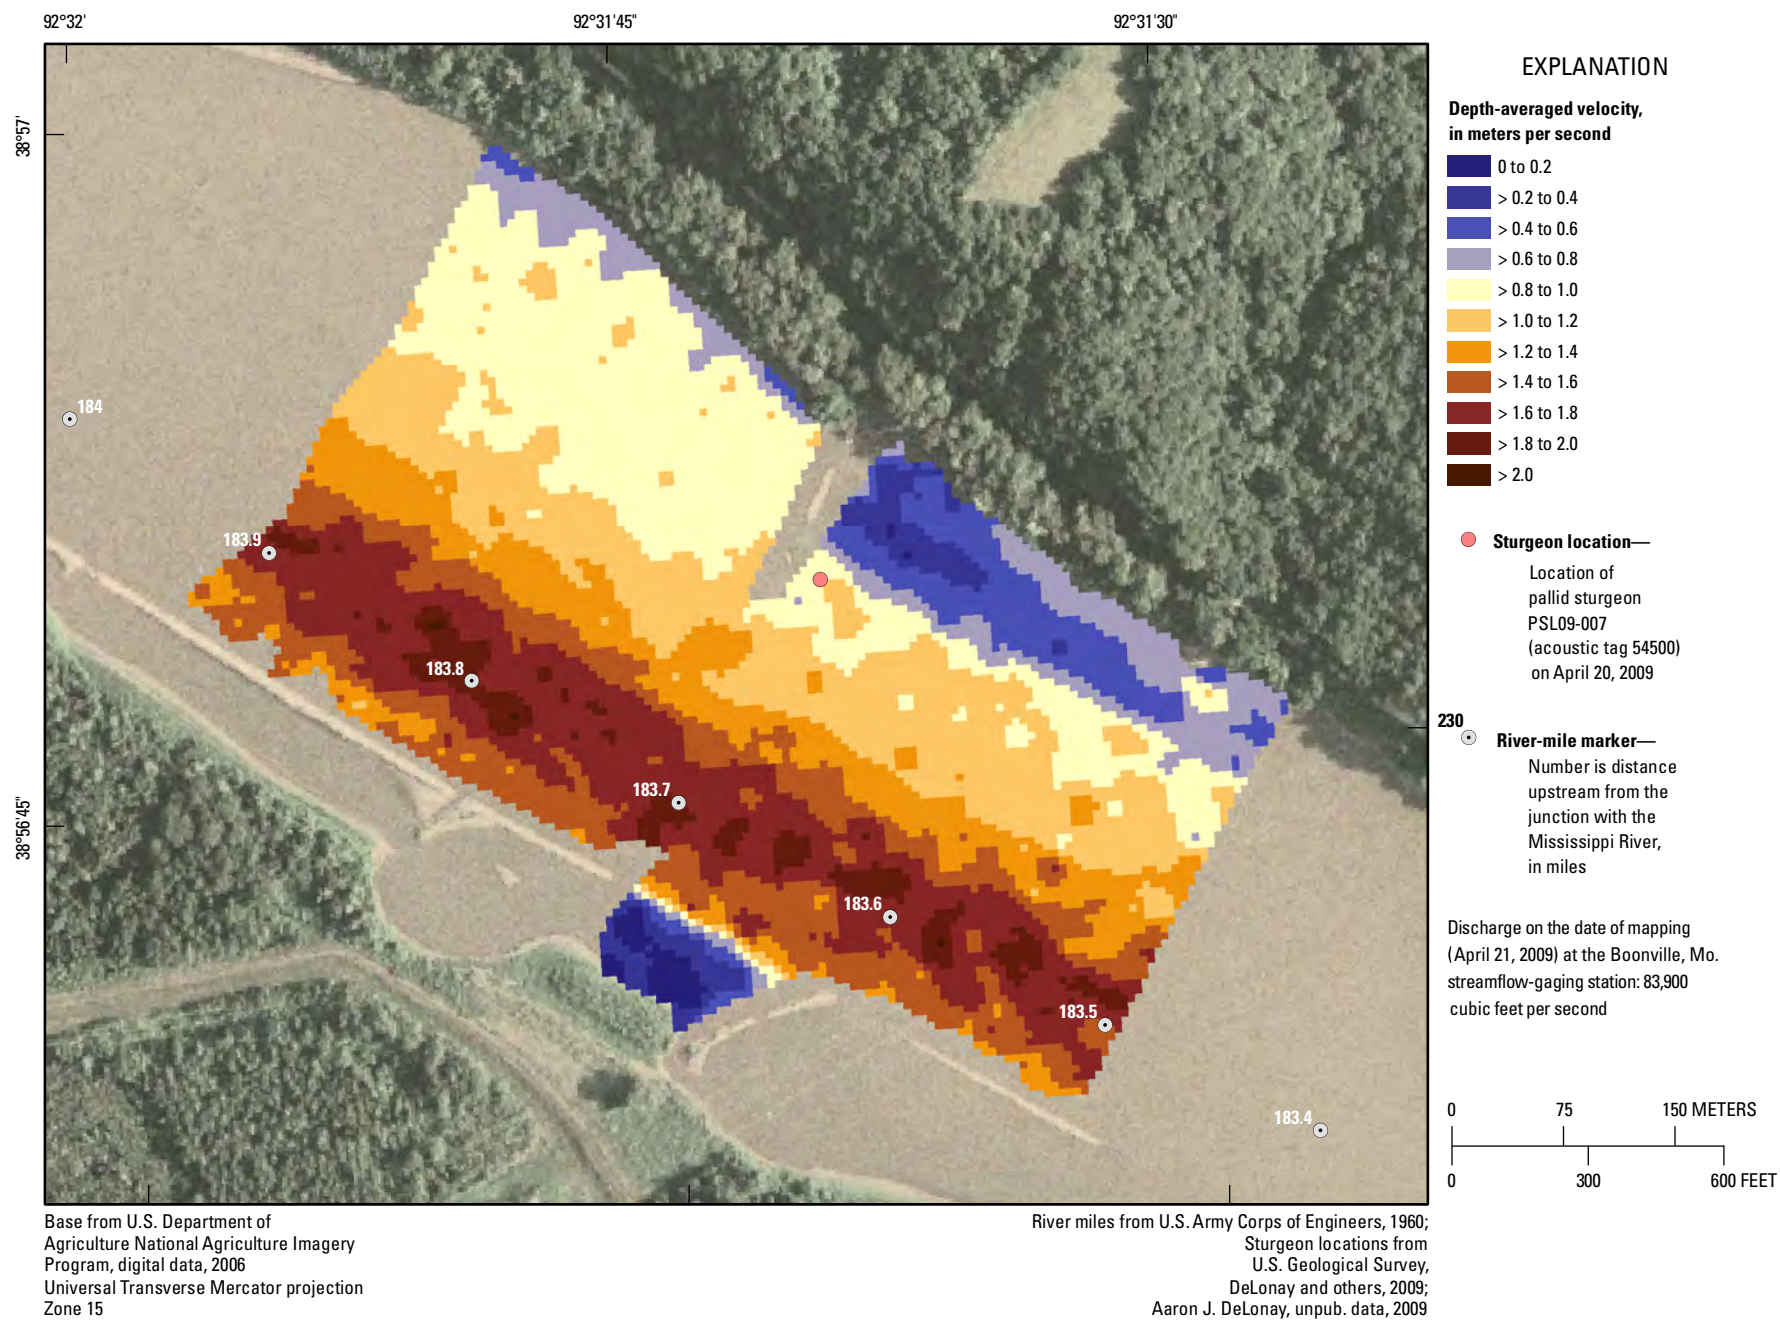 92°32'
92°31'45"
92°31'30"
38°57'
38°56'45"
184
183.9
183.8
183.7
183.6
183.5
183.4
EXPLANATION
Depth-averaged velocity,
in meters per second
0 to 0.2
> 0.2 to 0.4
> 0.4 to 0.6
> 0.6 to 0.8
> 0.8 to 1.0
> 1.0 to 1.2
> 1.2 to 1.4
> 1.4 to 1.6
> 1.6 to 1.8
> 1.8 to 2.0
> 2.0
Sturgeon location—
Location of
pallid sturgeon
PSL09-007
(acoustic tag 54500)
on April 20, 2009
230
River-mile marker—
Number is distance
upstream from the
junction with the
Mississippi River,
in miles
Discharge on the date of mapping
(April 21, 2009) at the Boonville, Mo.
streamflow-gaging station: 83,900
cubic feet per second
0 75 150 METERS
0 300 600 FEET
Base from U.S. Department of
Agriculture National Agriculture Imagery
Program, digital data, 2006
Universal Transverse Mercator projection
Zone 15
River miles from U.S. Army Corps of Engineers, 1960;
Sturgeon locations from
U.S. Geological Survey,
DeLonay and others, 2009;
Aaron J. DeLonay, unpub. data, 2009